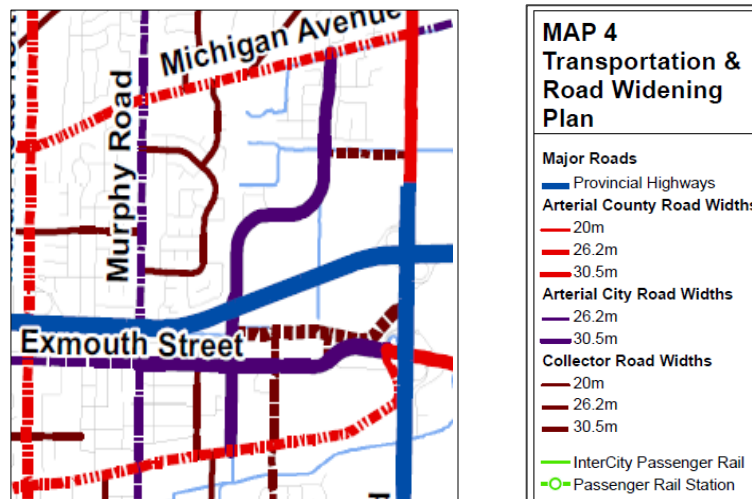 Michigan Avenue
Murphy Road
Exmouth Street
MAP 4
Transportation &
Road Widening
Plan
Major Roads
Provincial Highways
Arterial County Road Widths
20m
26.2m
30.5m
Arterial City Road Widths
26.2m
30.5m
Collector Road Widths
20m
26.2m
30.5m
InterCity Passenger Rail
Passenger Rail Station